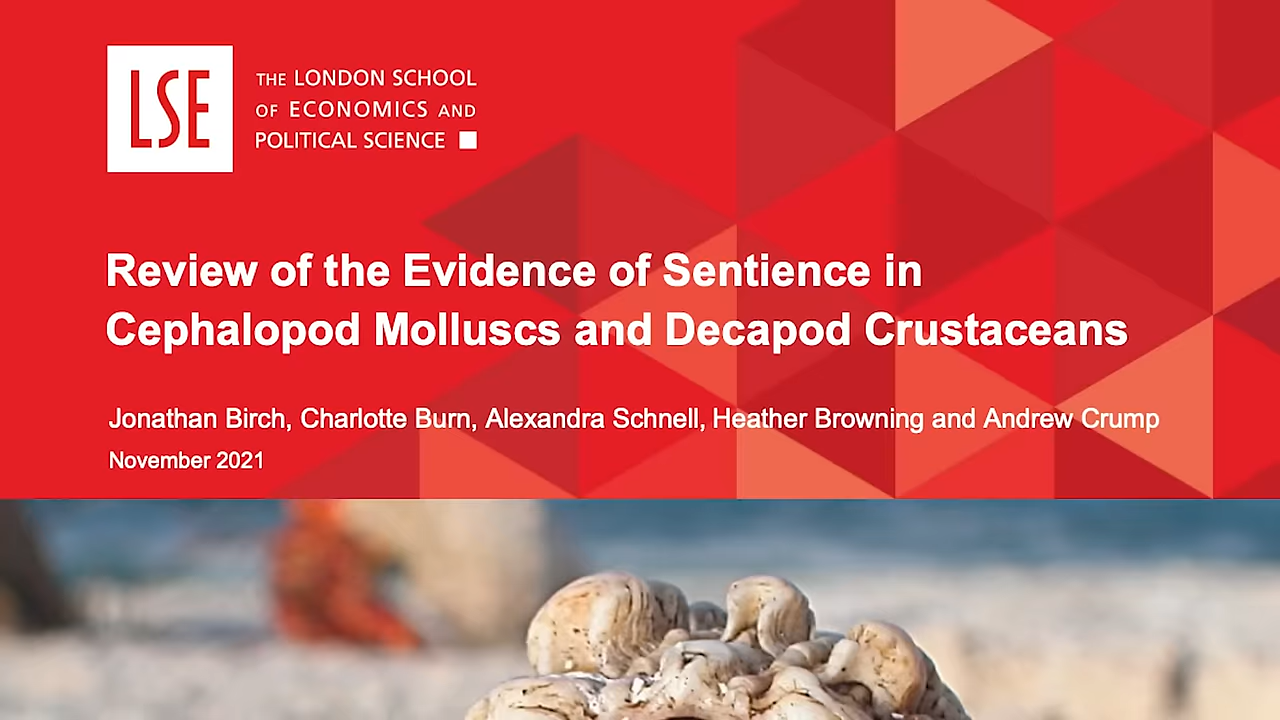 LSE
THE LONDON SCHOOL
OF ECONOMICS AND
POLITICAL SCIENCE
Review of the Evidence of Sentience in
Cephalopod Molluscs and Decapod Crustaceans
Jonathan Birch, Charlotte Burn, Alexandra Schnell, Heather Browning and Andrew Crump
November 2021